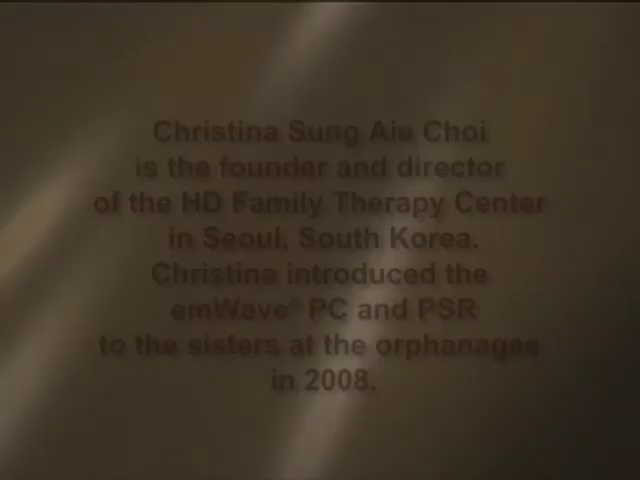 Christina Sung Aie Choi
is the founder and director
of the HD Family Therapy Center
in Seoul, South Korea.
Christina introduced the
emWave® PC and PSR
to the sisters at the orphanages
in 2008.